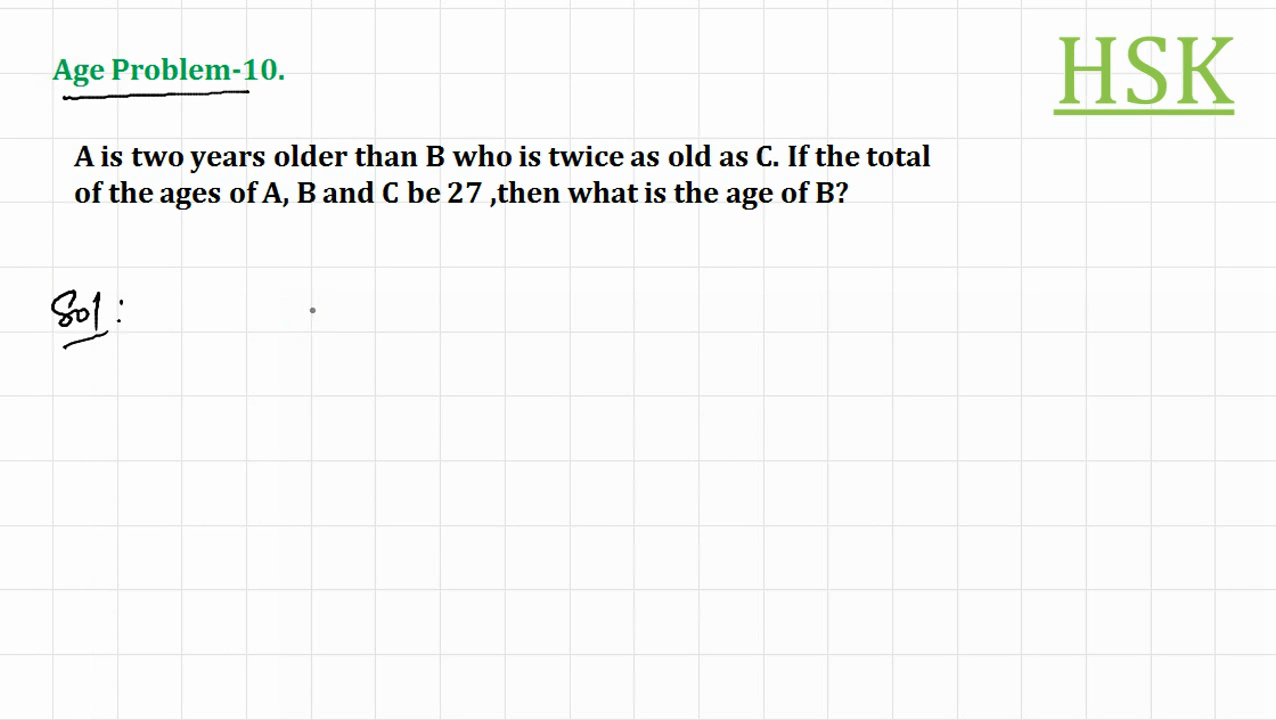 HSK
Age Problem-10.
A is two years older than B who is twice as old as C. If the total
of the ages of A, B and C be 27 ,then what is the age of B?
Sol :